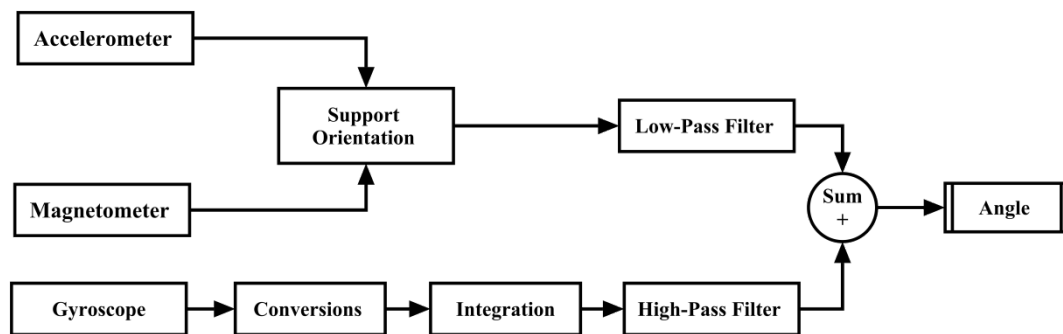 Accelerometer
Support
Orientation
Low-Pass Filter
Magnetometer
Sum
+
Angle
Gyroscope
Conversions
Integration
High-Pass Filter